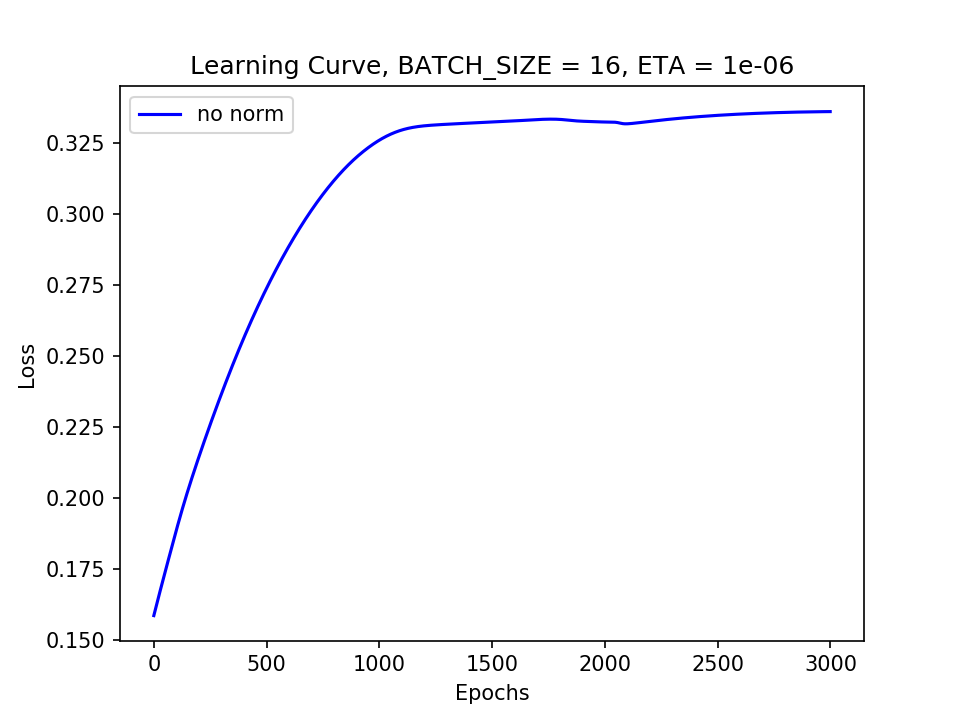 Learning Curve, BATCH_SIZE = 16, ETA = 1e-06
no norm
0.325
0.300
0.275
0.250
0.225
0.200
0.175
0.150
Loss
0 500 1000 1500 2000 2500 3000
Epochs